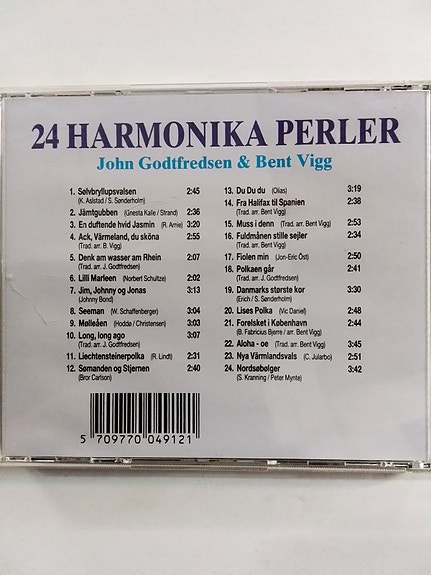 24 HARMONIKA PERLER
John Godtfredsen & Bent Vigg
1. Sølvbryllupsvalsen 2:45
(K. Aslstad / S. Sønderholm)
2. Jämtgubben (Gnesta Kalle / Strand) 2:36
3. En duftende hvid Jasmin (R. Arnie) 3:20
4. Ack, Värmeland, du sköna 2:55
(Trad. arr. B. Vigg)
5. Denk am wasser am Rhein 2:07
(Trad. arr. J. Godtfredsen)
6. Lilli Marleen (Norbert Schultze) 2:02
7. Jim, Johnny og Jonas 3:13
(Johnny Bond)
8. Seeman (W. Schaffenberg) 3:04
9. Mølleåen (Hodda / Christensen) 3:03
10. Long, long ago 3:07
(Trad. arr. J. Godtfredsen)
11. Liechtensteinerpolka (R. Lindt) 2:31
12. Sømanden og Stjernen 2:40
(Bror Carlson)
13. Du Du du (Olias) 3:19
14. Fra Halifax til Spanien 2:38
(Trad. arr. Bent Vigg)
15. Muss i denn (Trad. arr. Bent Vigg) 2:53
16. Fuldmånen stille sejler 2:34
(Trad. arr. Bent Vigg)
17. Fiolen min (Jon-Eric Öst) 2:50
18. Polkaen går 2:41
(Trad. arr. J. Godtfredsen)
19. Danmarks største kor 3:30
(Erich / S. Sønderholm)
20. Lises Polka (Vic Daniel) 2:48
21. Forelsket i København 2:44
(B. Fabricius Bjerre / arr. Bent Vigg)
22. Aloha - oe (Trad. arr. Bent Vigg) 3:45
23. Nya Värmlandsvals (C. Jularbo) 2:51
24. Nordsøbølger 3:42
(S. Kranning / Peter Mynte)
5 709770 049121